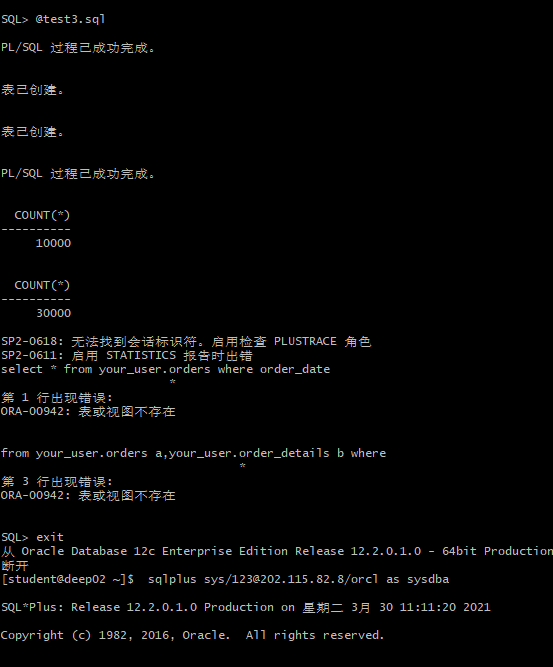 SQL> @test3.sql
PL/SQL 过程已成功完成。
表已创建。
表已创建。
PL/SQL 过程已成功完成。
COUNT(*)
----------
10000
COUNT(*)
----------
30000
SP2-0618: 无法找到会话标识符。启用检查 PLUSTRACE 角色
SP2-0611: 启用 STATISTICS 报告时出错
select * from your_user.orders where order_date
*
第 1 行出现错误:
ORA-00942: 表或视图不存在
from your_user.orders a,your_user.order_details b where
*
第 3 行出现错误:
ORA-00942: 表或视图不存在
SQL> exit
从 Oracle Database 12c Enterprise Edition Release 12.2.0.1.0 - 64bit Production
断开
[student@deep02 ~]$  sqlplus sys/123@202.115.82.8/orcl as sysdba
SQL*Plus: Release 12.2.0.1.0 Production on 星期二 3月 30 11:11:20 2021
Copyright (c) 1982, 2016, Oracle.  All rights reserved.